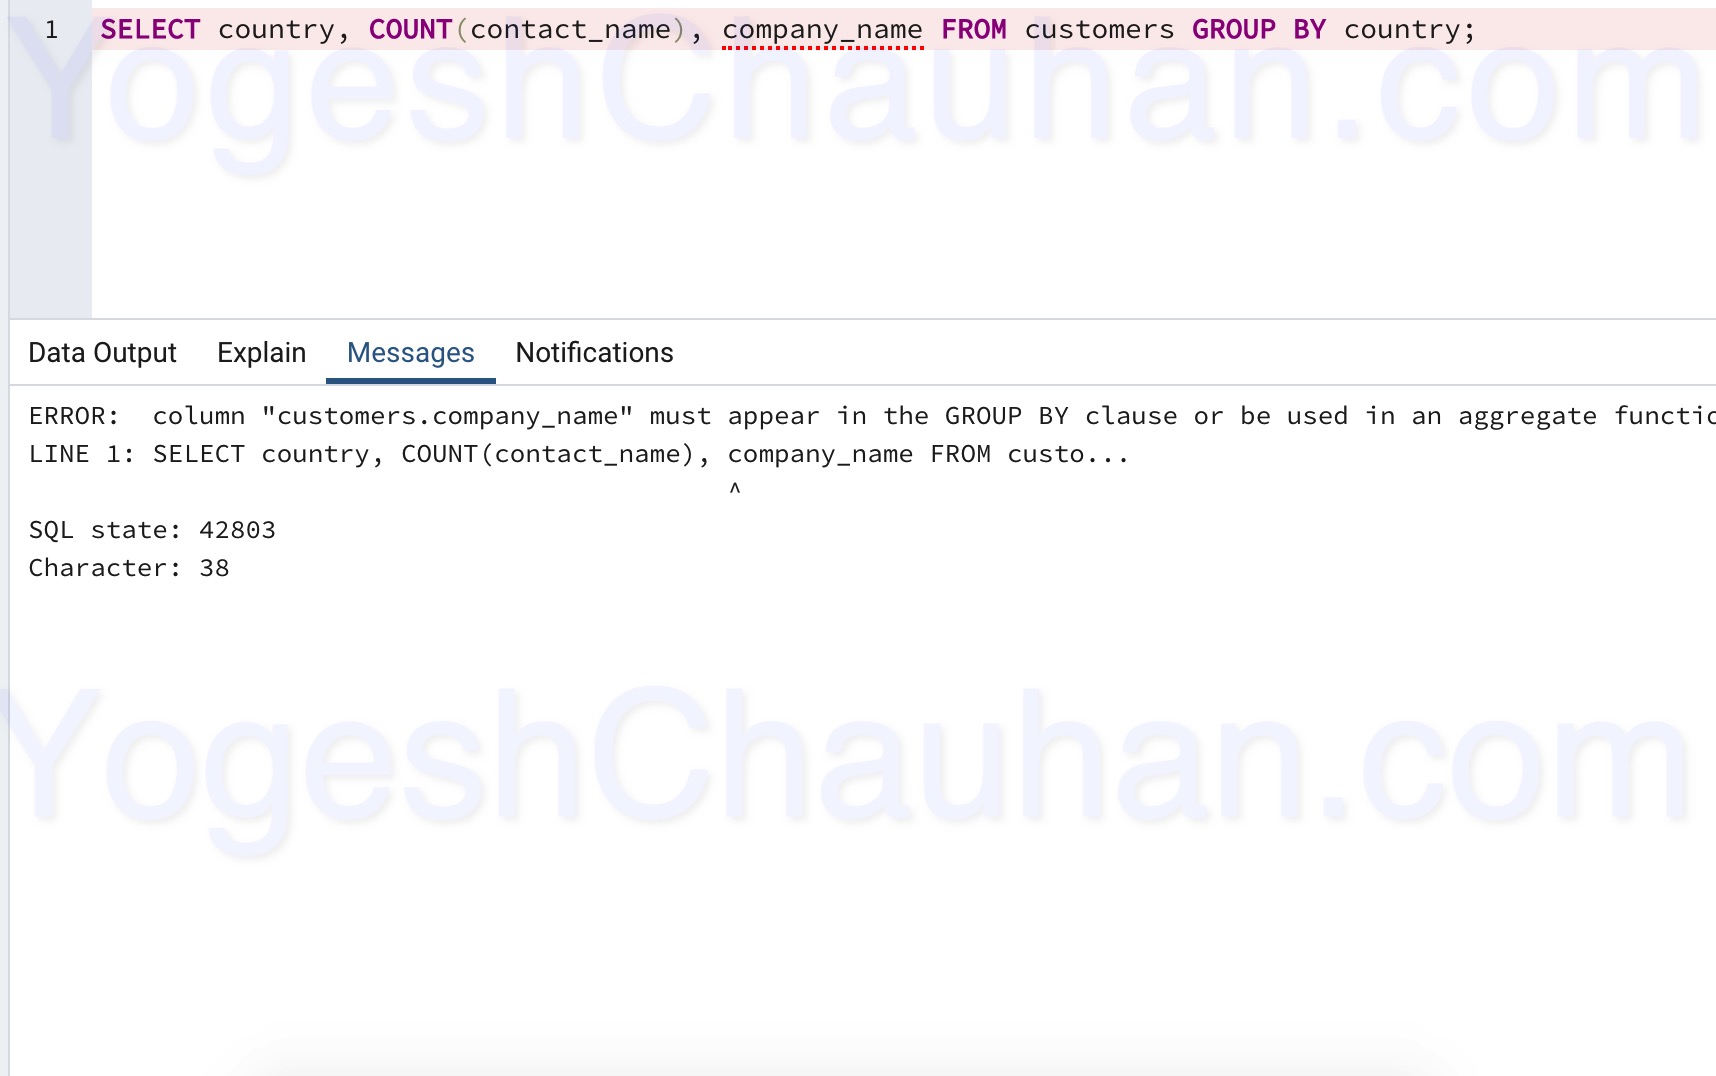 1 SELECT country, COUNT(contact_name), company_name FROM customers GROUP BY country;
YogeshChauhan.com
Data Output Explain Messages Notifications
ERROR:  column "customers.company_name" must appear in the GROUP BY clause or be used in an aggregate functio
LINE 1: SELECT country, COUNT(contact_name), company_name FROM custo...
^
SQL state: 42803
Character: 38
YogeshChauhan.com